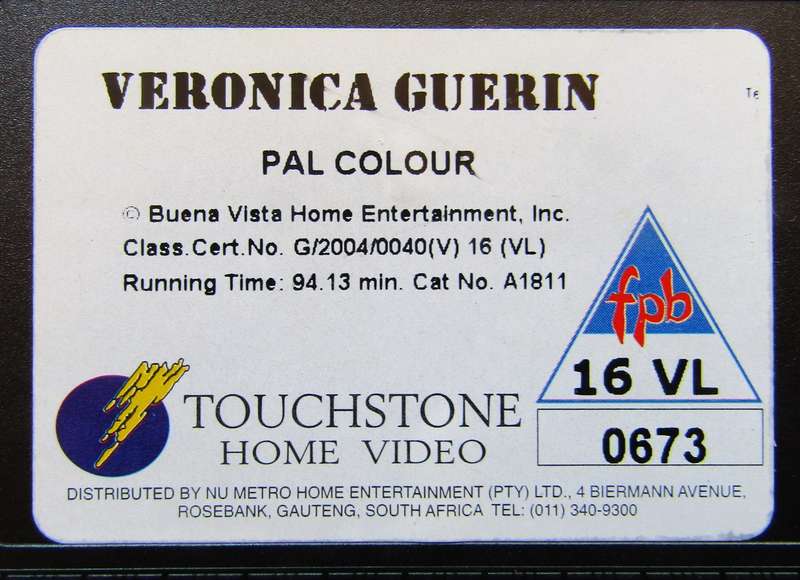 VERONICA GUERIN
PAL COLOUR
© Buena Vista Home Entertainment, Inc.
Class.Cert.No. G/2004/0040(V) 16 (VL)
Running Time: 94.13 min. Cat No. A1811
fpb
16 VL
0673
TOUCHSTONE
HOME VIDEO
DISTRIBUTED BY NU METRO HOME ENTERTAINMENT (PTY) LTD., 4 BIERMANN AVENUE,
ROSEBANK, GAUTENG, SOUTH AFRICA TEL: (011) 340-9300